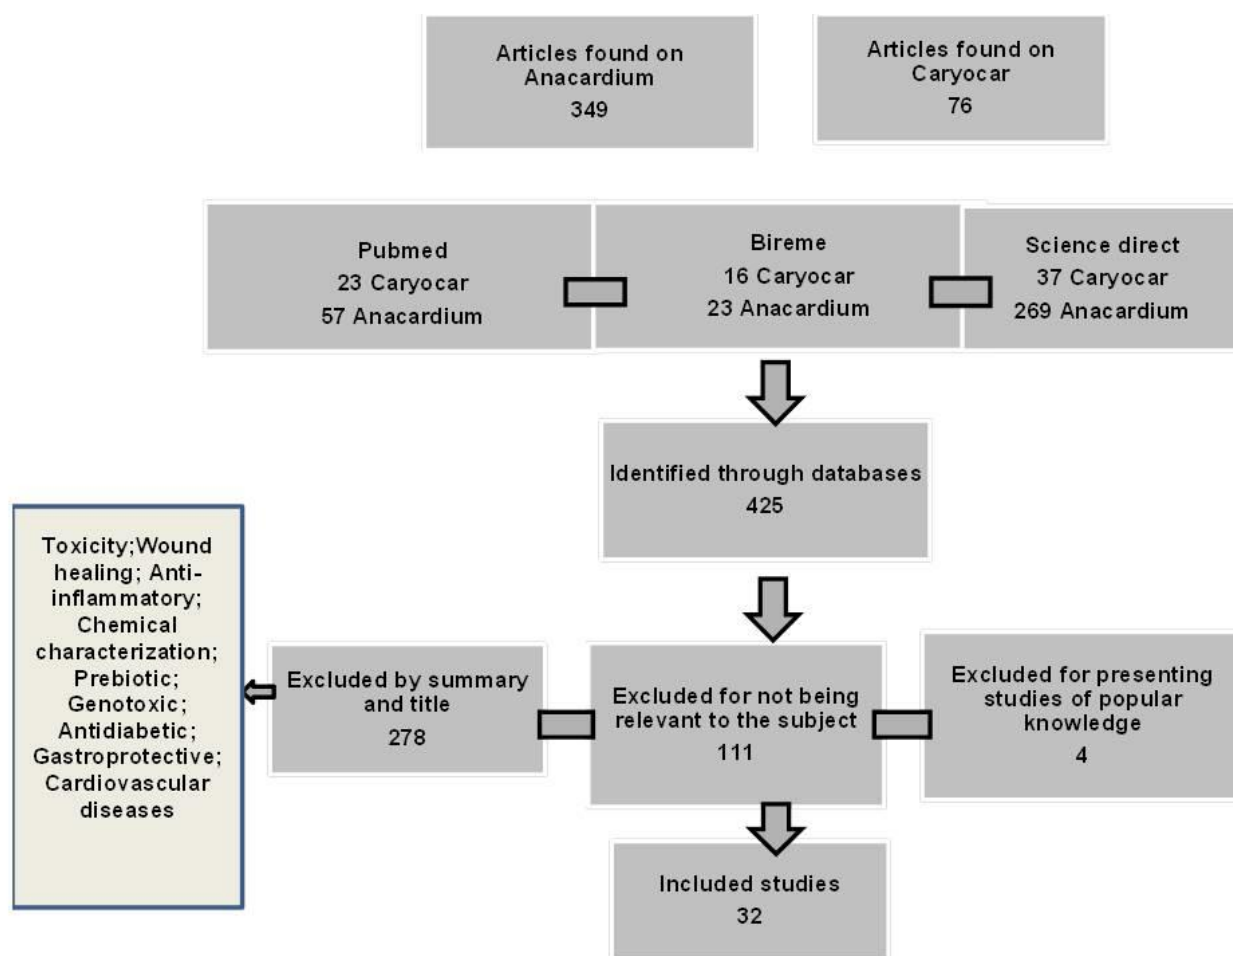 Articles found on
Anacardium
349
Articles found on
Caryocar
76
Pubmed
23 Caryocar
57 Anacardium
Bireme
16 Caryocar
23 Anacardium
Science direct
37 Caryocar
269 Anacardium
Identified through databases
425
Toxicity;Wound
healing; Anti-
inflammatory;
Chemical
characterization;
Prebiotic;
Genotoxic;
Antidiabetic;
Gastroprotective;
Cardiovascular
diseases
Excluded by summary
and title
278
Excluded for not being
relevant to the subject
111
Excluded for presenting
studies of popular
knowledge
4
Included studies
32